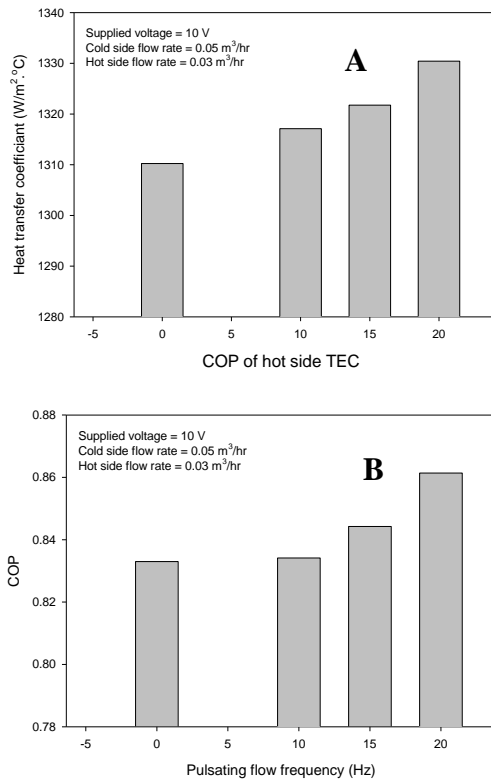 1340
Supplied voltage = 10 V
Cold side flow rate = 0.05 m³/hr
Hot side flow rate = 0.03 m³/hr
A
1330
1320
1310
1300
1290
1280
Heat transfer coefficiant (W/m².ºC)
-5 0 5 10 15 20
COP of hot side TEC
0.88
Supplied voltage = 10 V
Cold side flow rate = 0.05 m³/hr
Hot side flow rate = 0.03 m³/hr
B
0.86
0.84
0.82
0.80
0.78
COP
-5 0 5 10 15 20
Pulsating flow frequency (Hz)